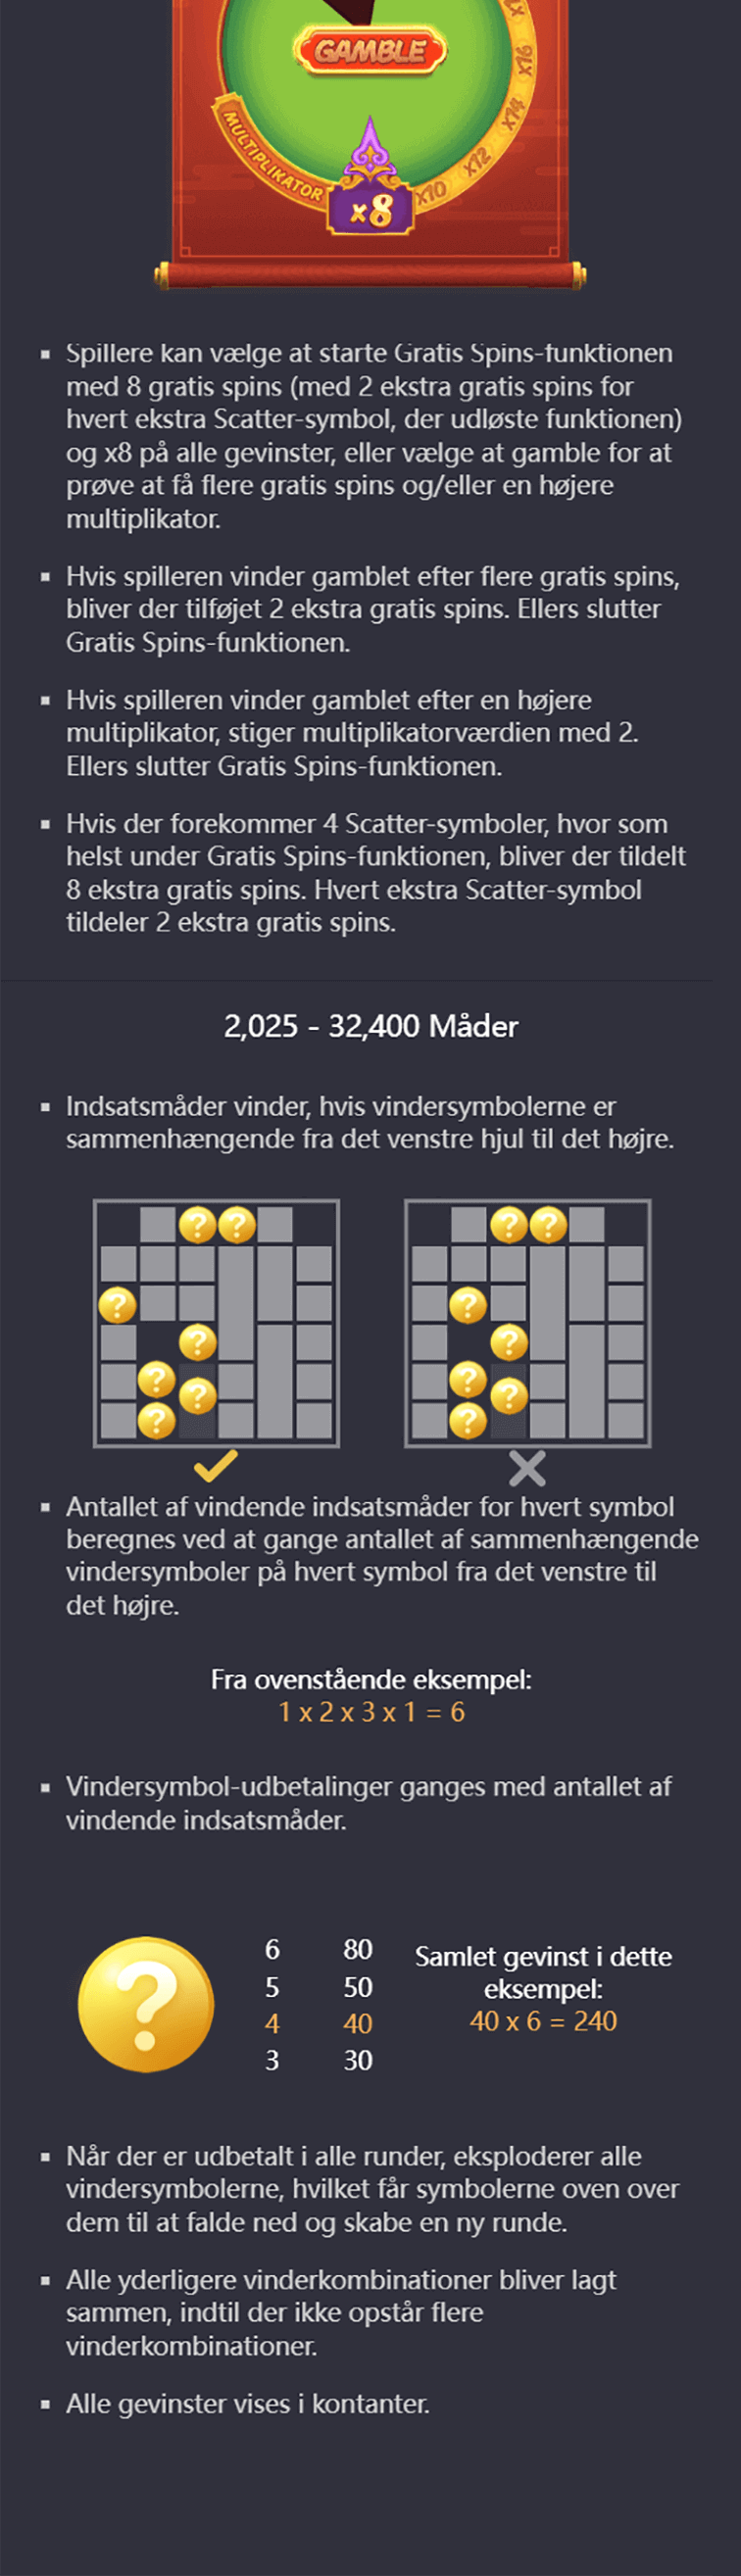 GAMBLE
MULTIPLIKATOR
x8
x10
x12
x14
x16
Spillere kan vælge at starte Gratis Spins-funktionen
med 8 gratis spins (med 2 ekstra gratis spins for
hvert ekstra Scatter-symbol, der udløste funktionen)
og x8 på alle gevinster, eller vælge at gamble for at
prøve at få flere gratis spins og/eller en højere
multiplikator.
Hvis spilleren vinder gamblet efter flere gratis spins,
bliver der tilføjet 2 ekstra gratis spins. Ellers slutter
Gratis Spins-funktionen.
Hvis spilleren vinder gamblet efter en højere
multiplikator, stiger multiplikatorværdien med 2.
Ellers slutter Gratis Spins-funktionen.
Hvis der forekommer 4 Scatter-symboler, hvor som
helst under Gratis Spins-funktionen, bliver der tildelt
8 ekstra gratis spins. Hvert ekstra Scatter-symbol
tildeler 2 ekstra gratis spins.
2,025 - 32,400 Måder
Indsatsmåder vinder, hvis vindersymbolerne er
sammenhængende fra det venstre hjul til det højre.
Antallet af vindende indsatsmåder for hvert symbol
beregnes ved at gange antallet af sammenhængende
vindersymboler på hvert symbol fra det venstre til
det højre.
Fra ovenstående eksempel:
1 x 2 x 3 x 1 = 6
Vindersymbol-udbetalinger ganges med antallet af
vindende indsatsmåder.
6 80
5 50
4 40
3 30
Samlet gevinst i dette
eksempel:
40 x 6 = 240
Når der er udbetalt i alle runder, eksploderer alle
vindersymbolerne, hvilket får symbolerne oven over
dem til at falde ned og skabe en ny runde.
Alle yderligere vinderkombinationer bliver lagt
sammen, indtil der ikke opstår flere
vinderkombinationer.
Alle gevinster vises i kontanter.